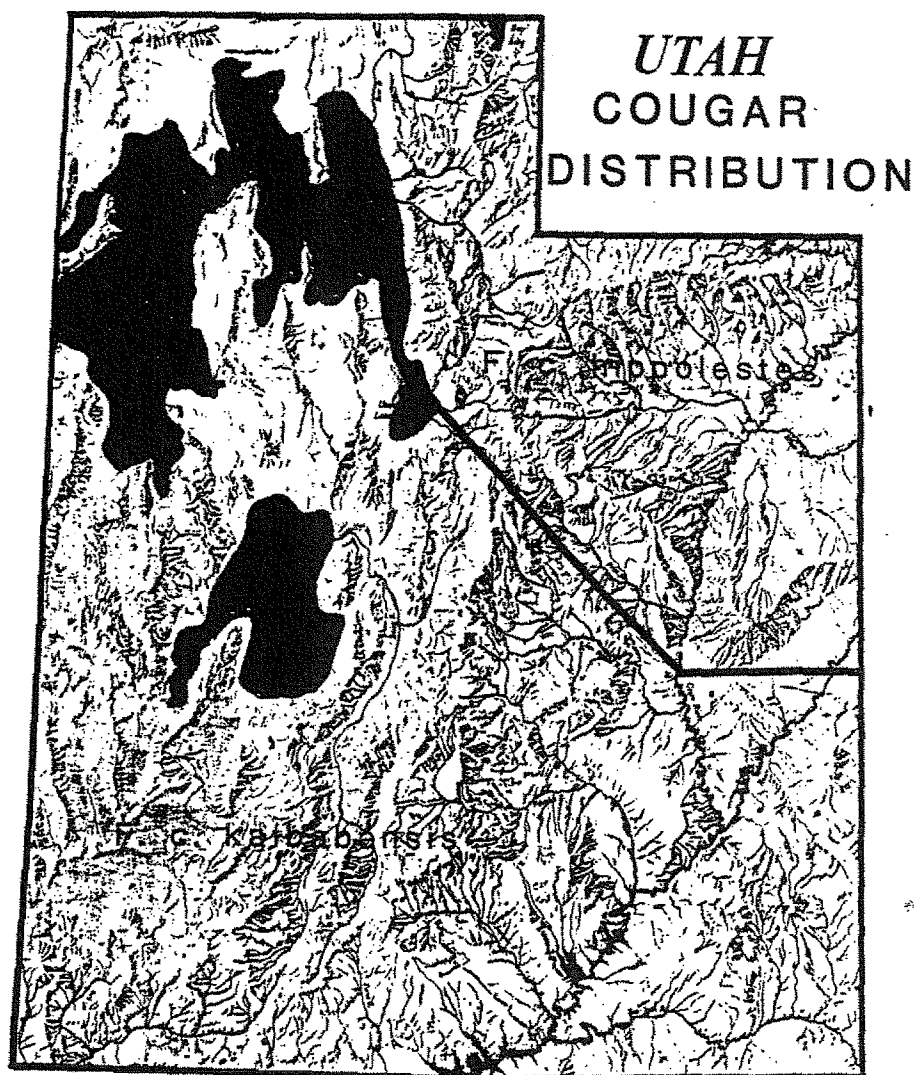 UTAH
COUGAR
DISTRIBUTION
F. c. hippolestes
F. c. kaibabensis